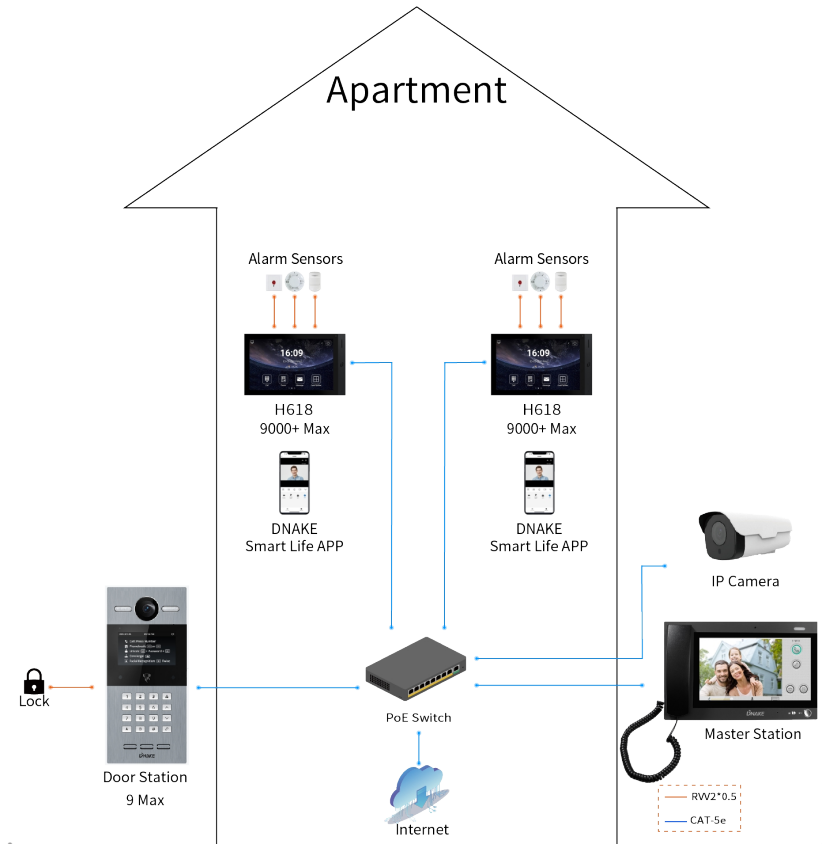 Apartment
Alarm Sensors
Alarm Sensors
16:09
16:09
H618
9000+ Max
H618
9000+ Max
DNAKE
Smart Life APP
DNAKE
Smart Life APP
IP Camera
Lock
DNAKE
Door Station
9 Max
PoE Switch
DNAKE
Master Station
Internet
RVV2*0.5
CAT-5e